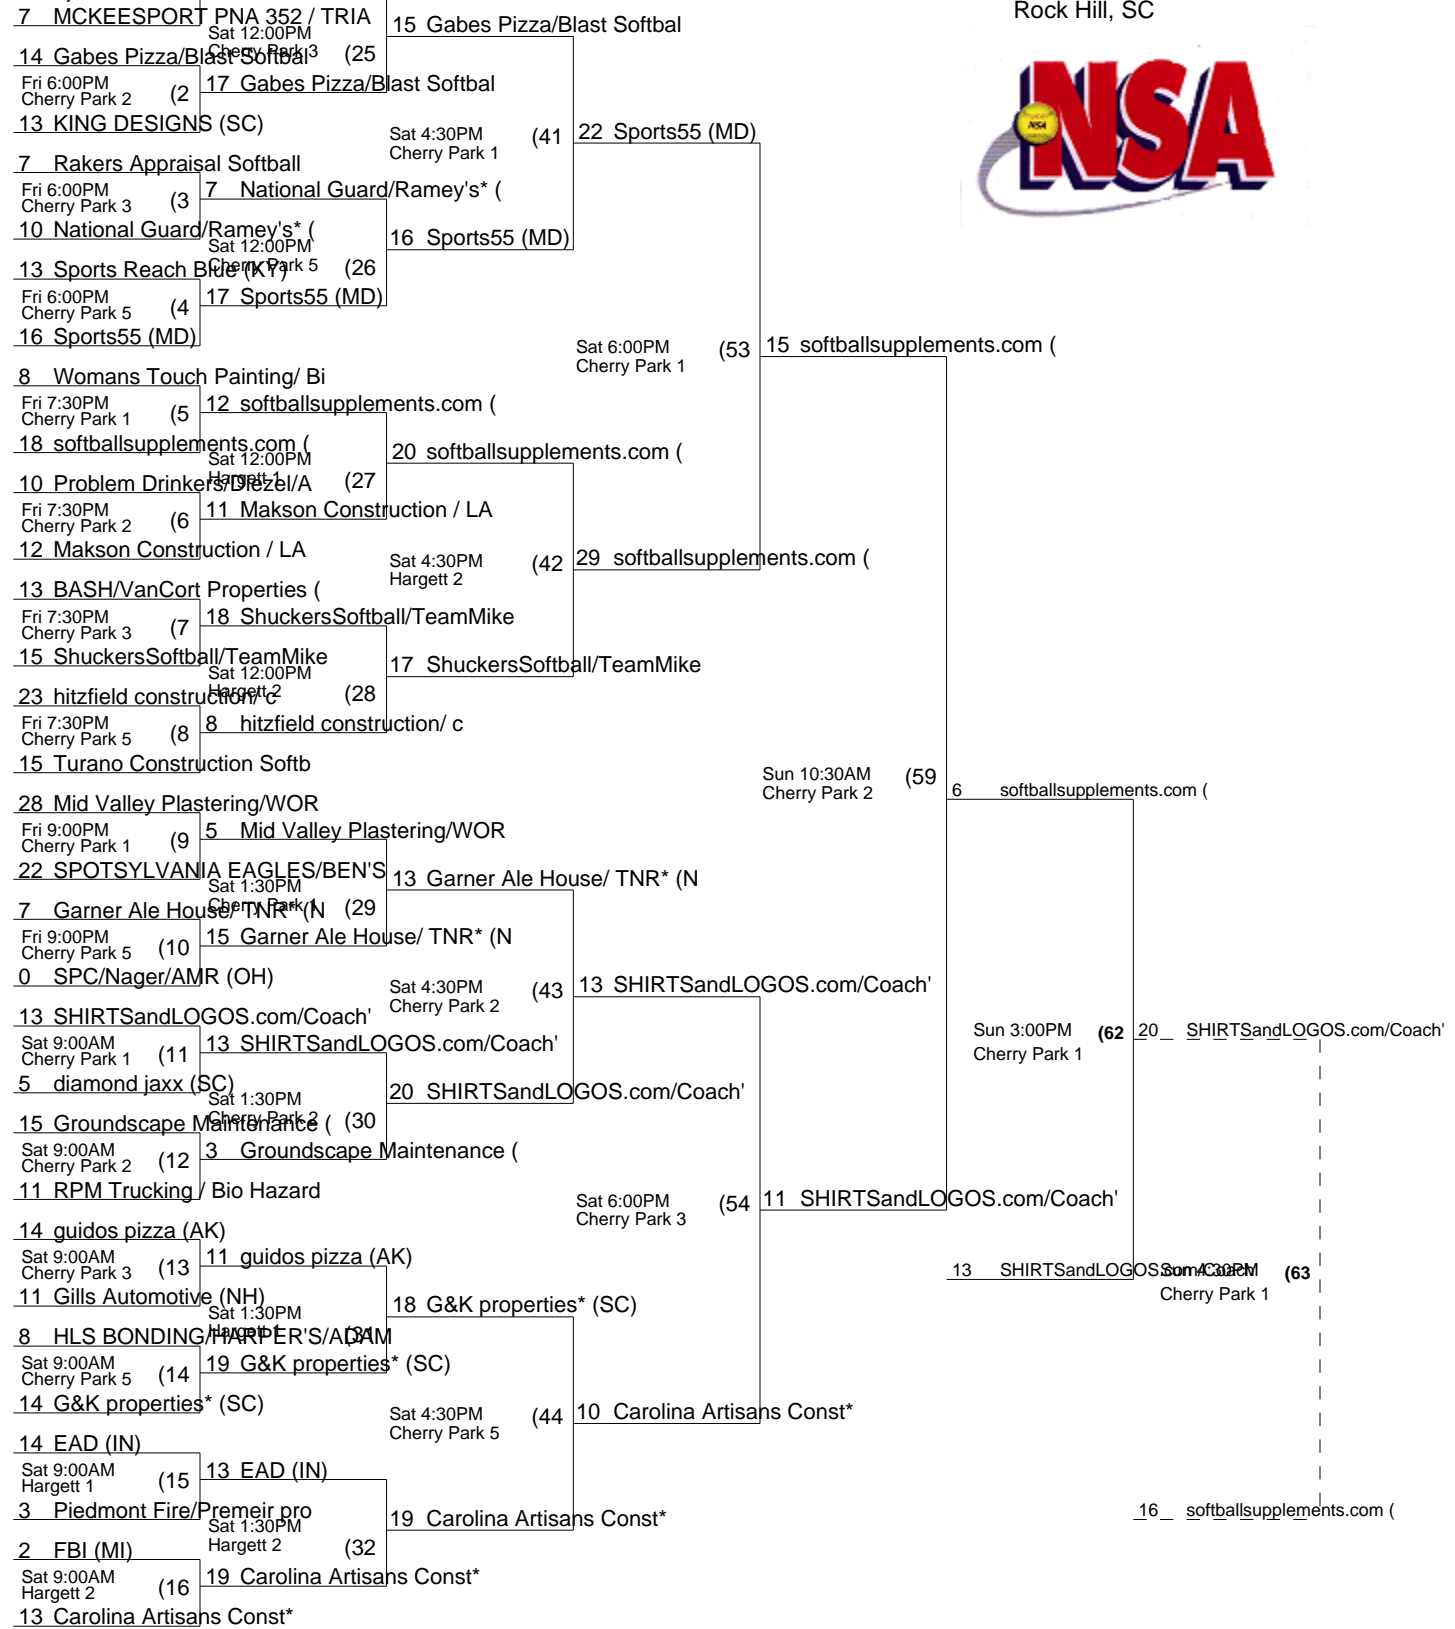 7 MCKEESPORT PNA 352 / TRIA
Rock Hill, SC
Sat 12:00PM
Cherry Park 3 (25
15 Gabes Pizza/Blast Softbal
14 Gabes Pizza/Blast Softbal
Fri 6:00PM
Cherry Park 2 (2
17 Gabes Pizza/Blast Softbal
13 KING DESIGNS (SC)
NSA
NSA
Sat 4:30PM
Cherry Park 1 (41
22 Sports55 (MD)
7 Rakers Appraisal Softball
Fri 6:00PM
Cherry Park 3 (3
7 National Guard/Ramey's* (
10 National Guard/Ramey's* (
Sat 12:00PM
Cherry Park 5 (26
16 Sports55 (MD)
13 Sports Reach Blue (KY)
Fri 6:00PM
Cherry Park 5 (4
17 Sports55 (MD)
16 Sports55 (MD)
Sat 6:00PM
Cherry Park 1 (53
15 softballsupplements.com (
8 Womans Touch Painting/ Bi
Fri 7:30PM
Cherry Park 1 (5
12 softballsupplements.com (
18 softballsupplements.com (
Sat 12:00PM
Hargett 1 (27
20 softballsupplements.com (
10 Problem Drinkers/Diezel/A
Fri 7:30PM
Cherry Park 2 (6
11 Makson Construction / LA
12 Makson Construction / LA
Sat 4:30PM
Hargett 2 (42
29 softballsupplements.com (
13 BASH/VanCort Properties (
Fri 7:30PM
Cherry Park 3 (7
18 ShuckersSoftball/TeamMike
15 ShuckersSoftball/TeamMike
Sat 12:00PM
Hargett 2 (28
17 ShuckersSoftball/TeamMike
23 hitzfield construction/ c
Fri 7:30PM
Cherry Park 5 (8
8 hitzfield construction/ c
15 Turano Construction Softb
Sun 10:30AM
Cherry Park 2 (59
6 softballsupplements.com (
28 Mid Valley Plastering/WOR
Fri 9:00PM
Cherry Park 1 (9
5 Mid Valley Plastering/WOR
22 SPOTSYLVANIA EAGLES/BEN'S
Sat 1:30PM
Cherry Park 1 (29
13 Garner Ale House/ TNR* (N
7 Garner Ale House/ TNR* (N
Fri 9:00PM
Cherry Park 5 (10
15 Garner Ale House/ TNR* (N
0 SPC/Nager/AMR (OH)
Sat 4:30PM
Cherry Park 2 (43
13 SHIRTSandLOGOS.com/Coach'
13 SHIRTSandLOGOS.com/Coach'
Sat 9:00AM
Cherry Park 1 (11
13 SHIRTSandLOGOS.com/Coach'
5 diamond jaxx (SC)
Sun 3:00PM
Cherry Park 1 (62
20 SHIRTSandLOGOS.com/Coach'
Sat 1:30PM
Cherry Park 2 (30
20 SHIRTSandLOGOS.com/Coach'
15 Groundscape Maintenance (
Sat 9:00AM
Cherry Park 2 (12
3 Groundscape Maintenance (
11 RPM Trucking / Bio Hazard
Sat 6:00PM
Cherry Park 3 (54
11 SHIRTSandLOGOS.com/Coach'
14 guidos pizza (AK)
Sat 9:00AM
Cherry Park 3 (13
11 guidos pizza (AK)
11 Gills Automotive (NH)
13 SHIRTSandLOGOS.com/Coach'
Sun 4:30PM
Cherry Park 1 (63
Sat 1:30PM
Hargett 1 (31
18 G&K properties* (SC)
8 HLS BONDING/HARPER'S/ADAM
Sat 9:00AM
Cherry Park 5 (14
19 G&K properties* (SC)
14 G&K properties* (SC)
Sat 4:30PM
Cherry Park 5 (44
10 Carolina Artisans Const*
14 EAD (IN)
Sat 9:00AM
Hargett 1 (15
13 EAD (IN)
3 Piedmont Fire/Premeir pro
Sat 1:30PM
Hargett 2 (32
19 Carolina Artisans Const*
16 softballsupplements.com (
2 FBI (MI)
Sat 9:00AM
Hargett 2 (16
19 Carolina Artisans Const*
13 Carolina Artisans Const*